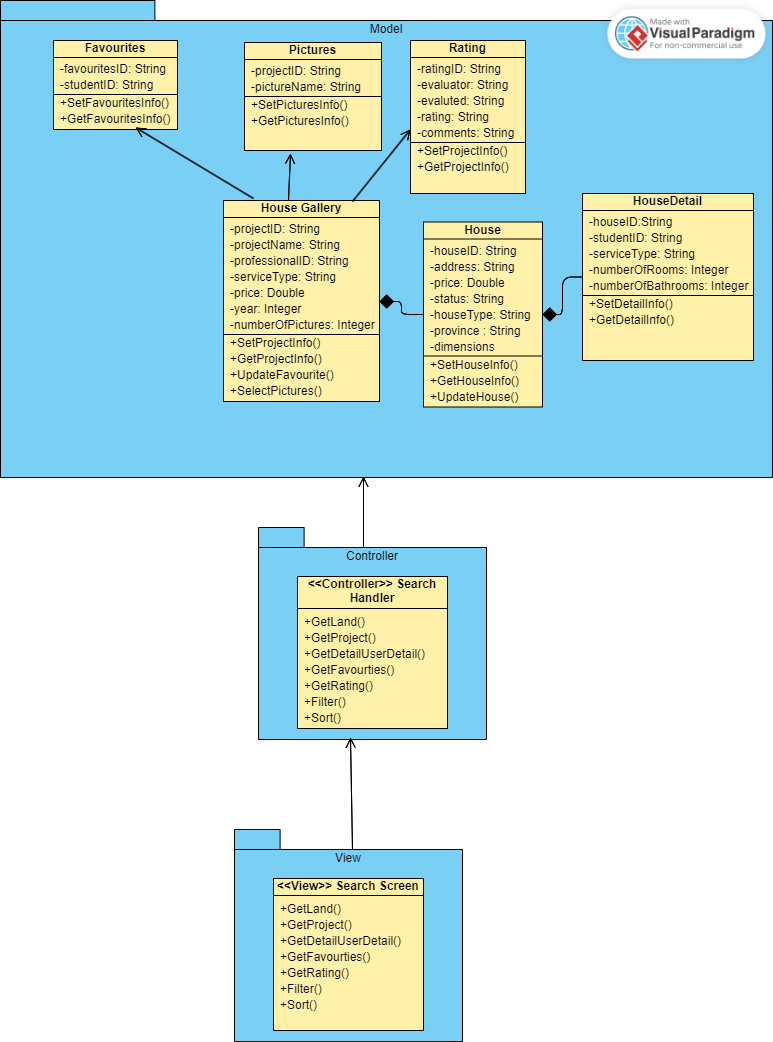 Model
Made with
VisualParadigm
For non-commercial use
Favourites
-favouritesID: String
-studentID: String
+SetFavouritesInfo()
+GetFavouritesInfo()
Pictures
-projectID: String
-pictureName: String
+SetPicturesInfo()
+GetPicturesInfo()
Rating
-ratingID: String
-evaluator: String
-evaluted: String
-rating: String
-comments: String
+SetProjectInfo()
+GetProjectInfo()
House Gallery
-projectID: String
-projectName: String
-professionalID: String
-serviceType: String
-price: Double
-year: Integer
-numberOfPictures: Integer
+SetProjectInfo()
+GetProjectInfo()
+UpdateFavourite()
+SelectPictures()
House
-houseID: String
-address: String
-price: Double
-status: String
-houseType: String
-province : String
-dimensions
+SetHouseInfo()
+GetHouseInfo()
+UpdateHouse()
HouseDetail
-houseID:String
-studentID: String
-serviceType: String
-numberOfRooms: Integer
-numberOfBathrooms: Integer
+SetDetailInfo()
+GetDetailInfo()
Controller
<<Controller>> Search
Handler
+GetLand()
+GetProject()
+GetDetailUserDetail()
+GetFavourties()
+GetRating()
+Filter()
+Sort()
View
<<View>> Search Screen
+GetLand()
+GetProject()
+GetDetailUserDetail()
+GetFavourties()
+GetRating()
+Filter()
+Sort()